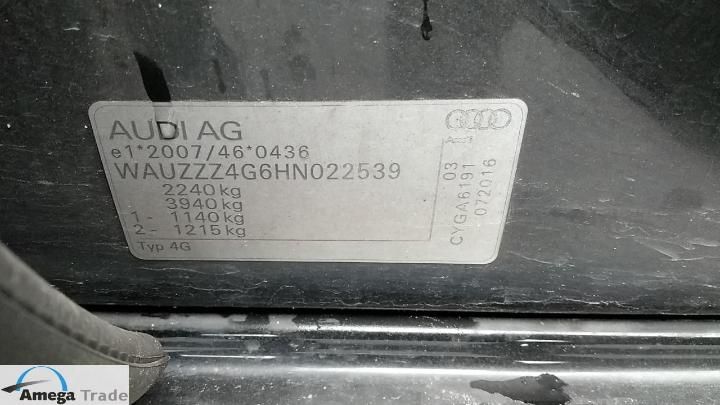 AUDI AG
e1*2007/46*0436
WAUZZZ4G6HN022539
2240 kg
3940 kg
1 - 1140 kg
2 - 1215 kg
Typ 4G
03
CYGA6191
072016
Amega Trade